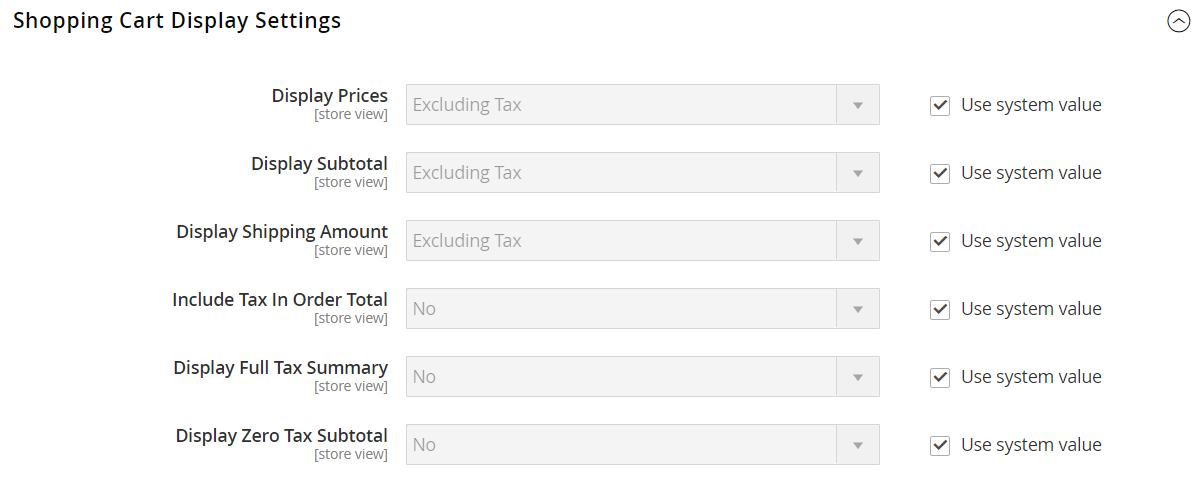 Shopping Cart Display Settings
Display Prices
[store view]
Excluding Tax
Use system value
Display Subtotal
[store view]
Excluding Tax
Use system value
Display Shipping Amount
[store view]
Excluding Tax
Use system value
Include Tax In Order Total
[store view]
No
Use system value
Display Full Tax Summary
[store view]
No
Use system value
Display Zero Tax Subtotal
[store view]
No
Use system value